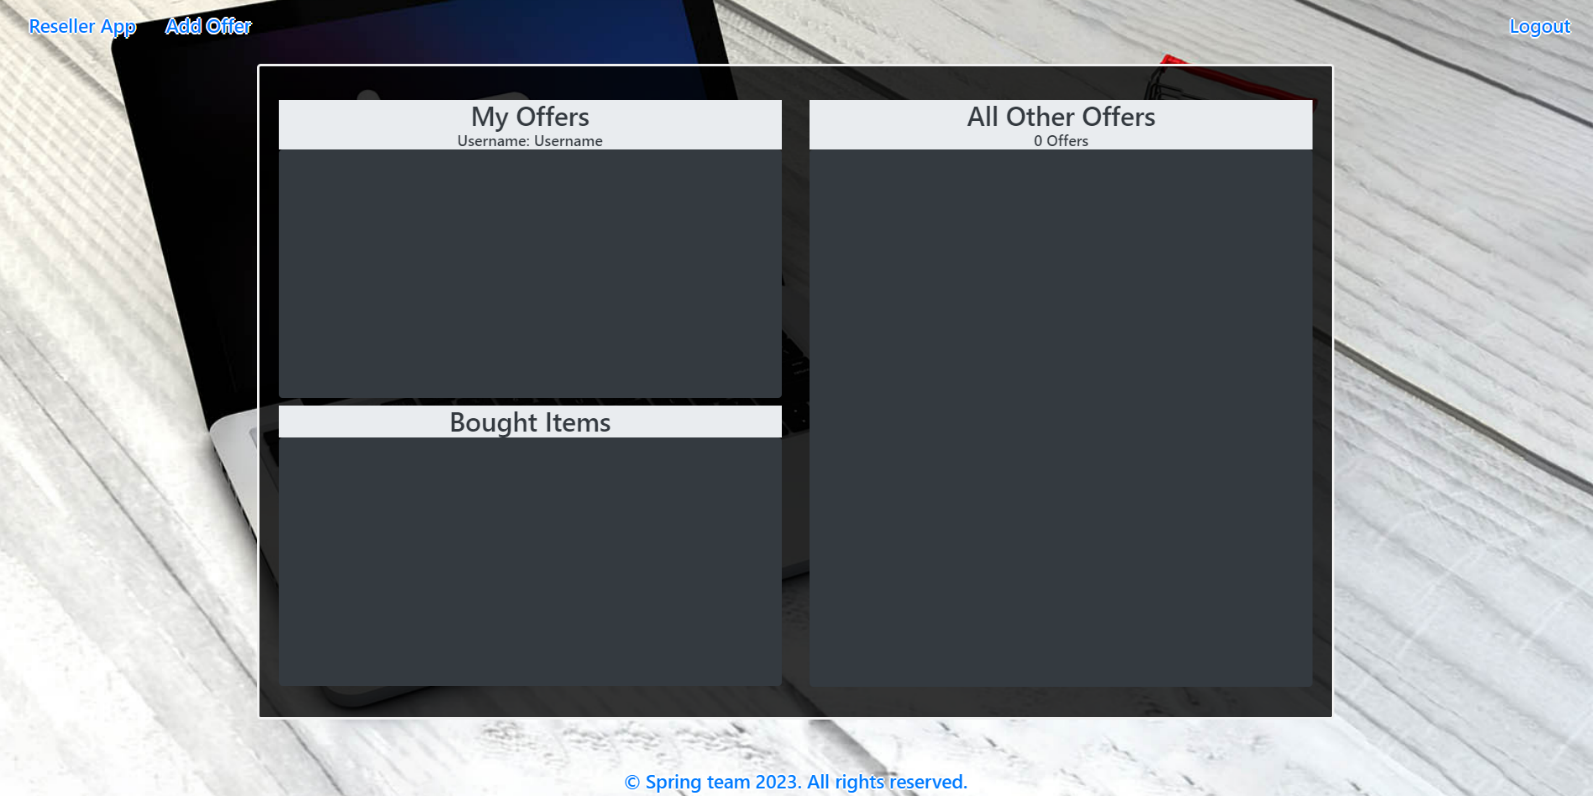 Reseller App Add Offer Logout
My Offers
Username: Username
Bought Items
All Other Offers
0 Offers
© Spring team 2023. All rights reserved.